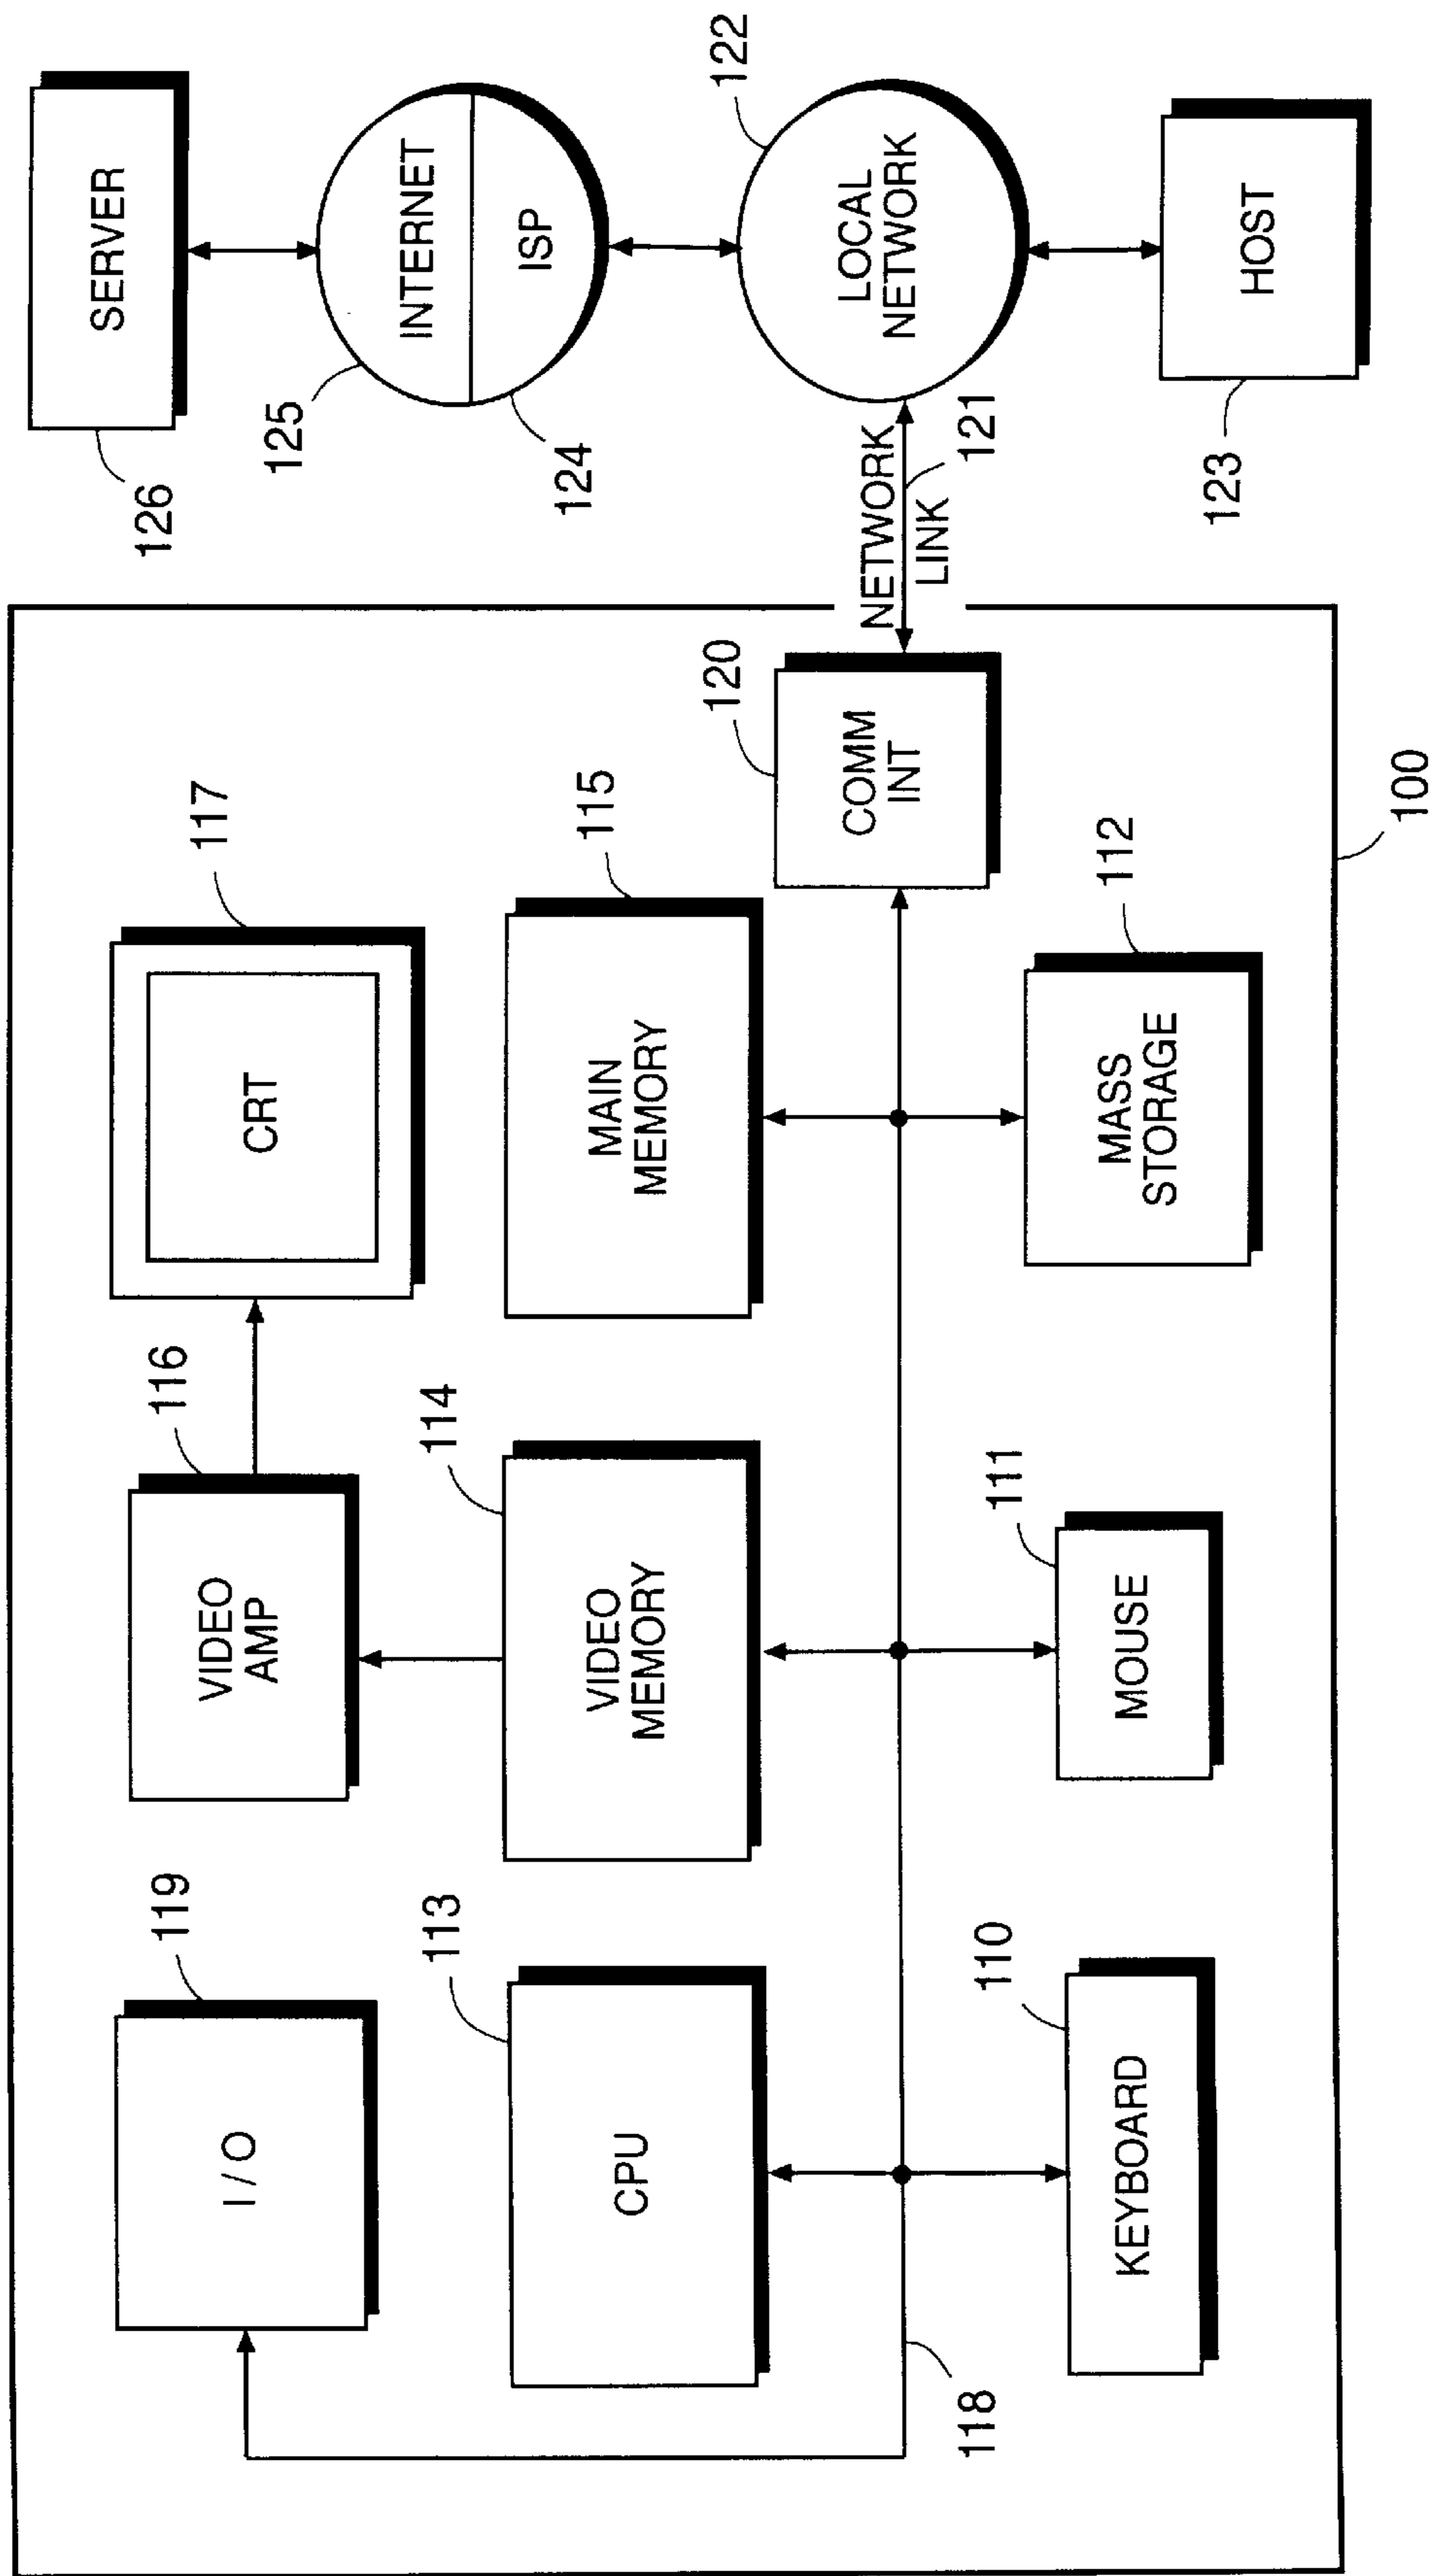 I/O
119
VIDEO
AMP
116
CRT
117
CPU
113
VIDEO
MEMORY
114
MAIN
MEMORY
115
118
KEYBOARD
110
MOUSE
111
MASS
STORAGE
112
COMM
INT
120
100
NETWORK
LINK
121
SERVER
126
INTERNET
125
ISP
124
LOCAL
NETWORK
122
HOST
123